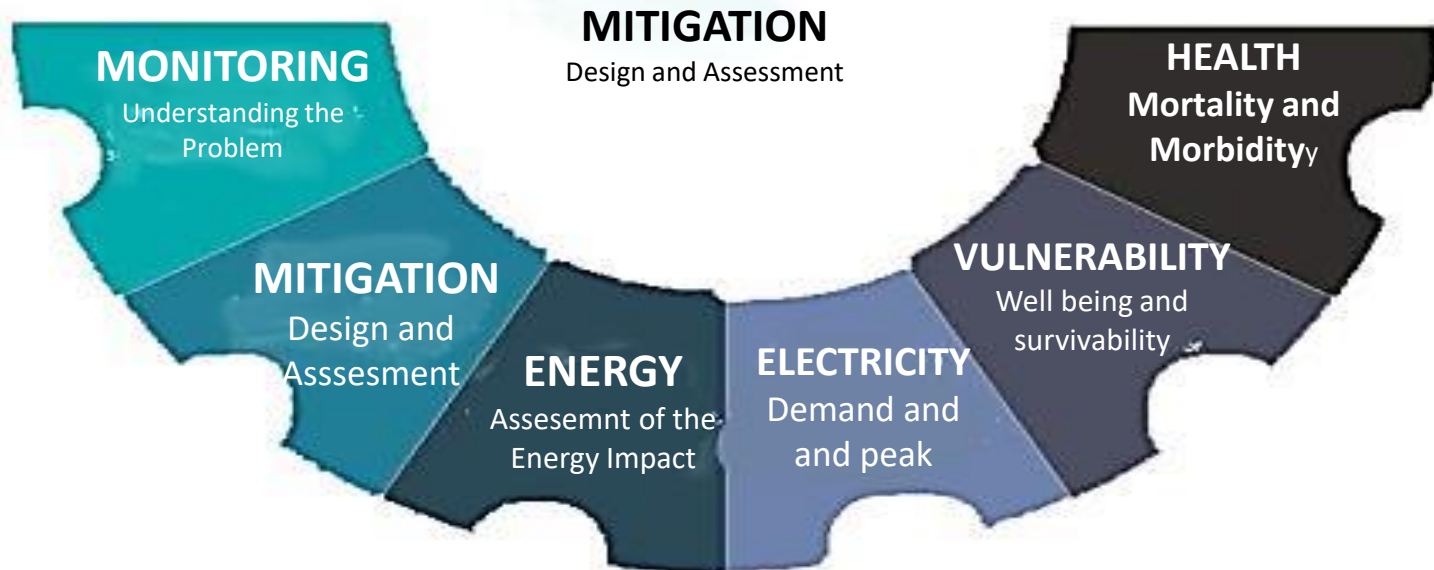 MITIGATION
Design and Assessment
MONITORING
Understanding the
Problem
MITIGATION
Design and
Asssesment
ENERGY
Assesemnt of the
Energy Impact
ELECTRICITY
Demand and
and peak
VULNERABILITY
Well being and
survivability
HEALTH
Mortality and
Morbidityy